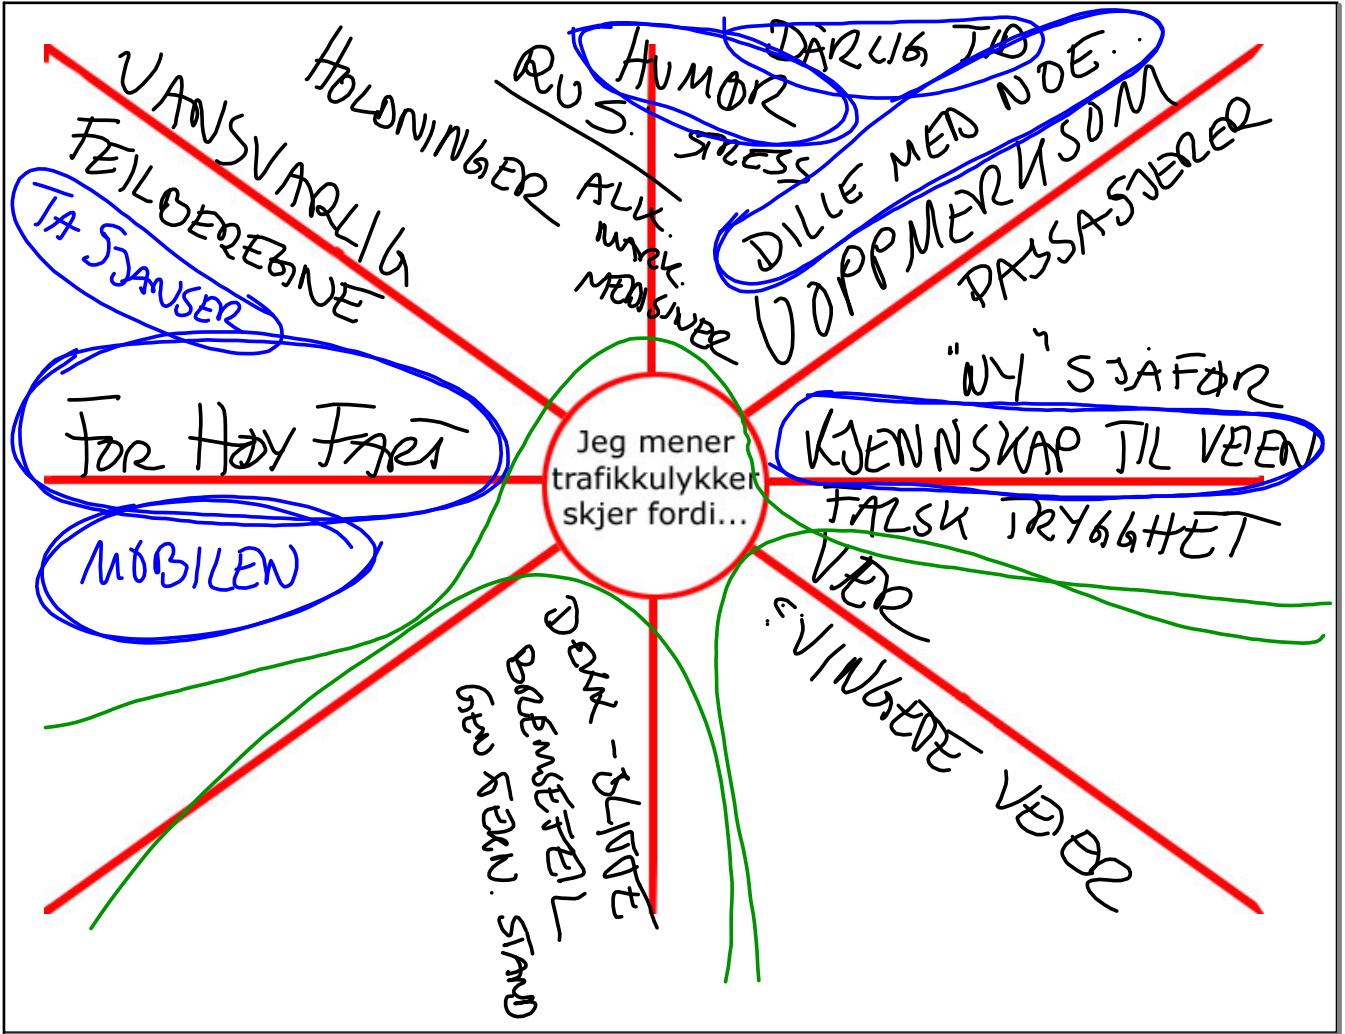 UANSVARLIG
HOLDNINGER
RUS.
HUMØR
DÅRLIG TID
STRESS
DILLE MED NOE..
UOPPMERKSOM
PASSASJERER
FEILBEREGNE
TA SJANSER
ALK.
NARK.
MEDISINER
"NY" SJÅFØR
FOR HØY FART
KJENNSKAP TIL VEIEN
Jeg mener
trafikkulykker
skjer fordi...
FALSK TRYGGHET
MOBILEN
VÆR
SVINGETE VEIER
DEKK - SLITTE
BREMSEFEIL
GEN TEKN. STAND